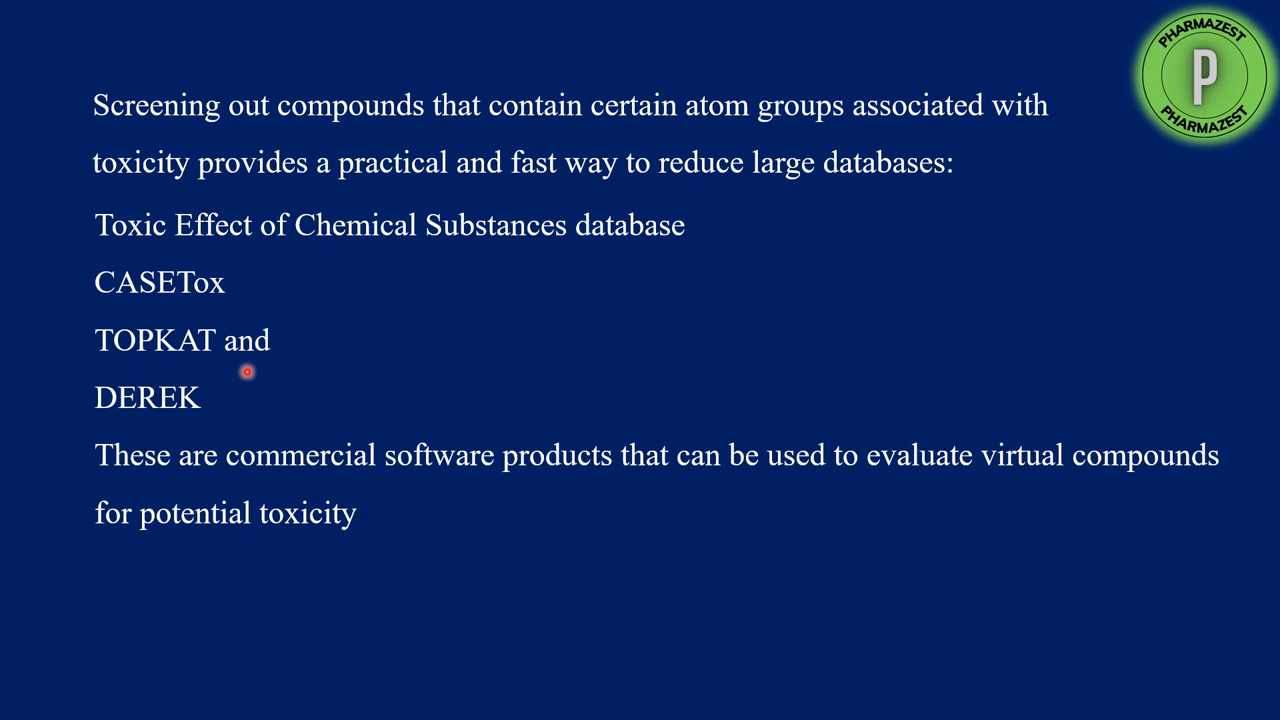 PHARMAZEST
P
PHARMAZEST
Screening out compounds that contain certain atom groups associated with
toxicity provides a practical and fast way to reduce large databases:
Toxic Effect of Chemical Substances database
CASETox
TOPKAT and
DEREK
These are commercial software products that can be used to evaluate virtual compounds
for potential toxicity